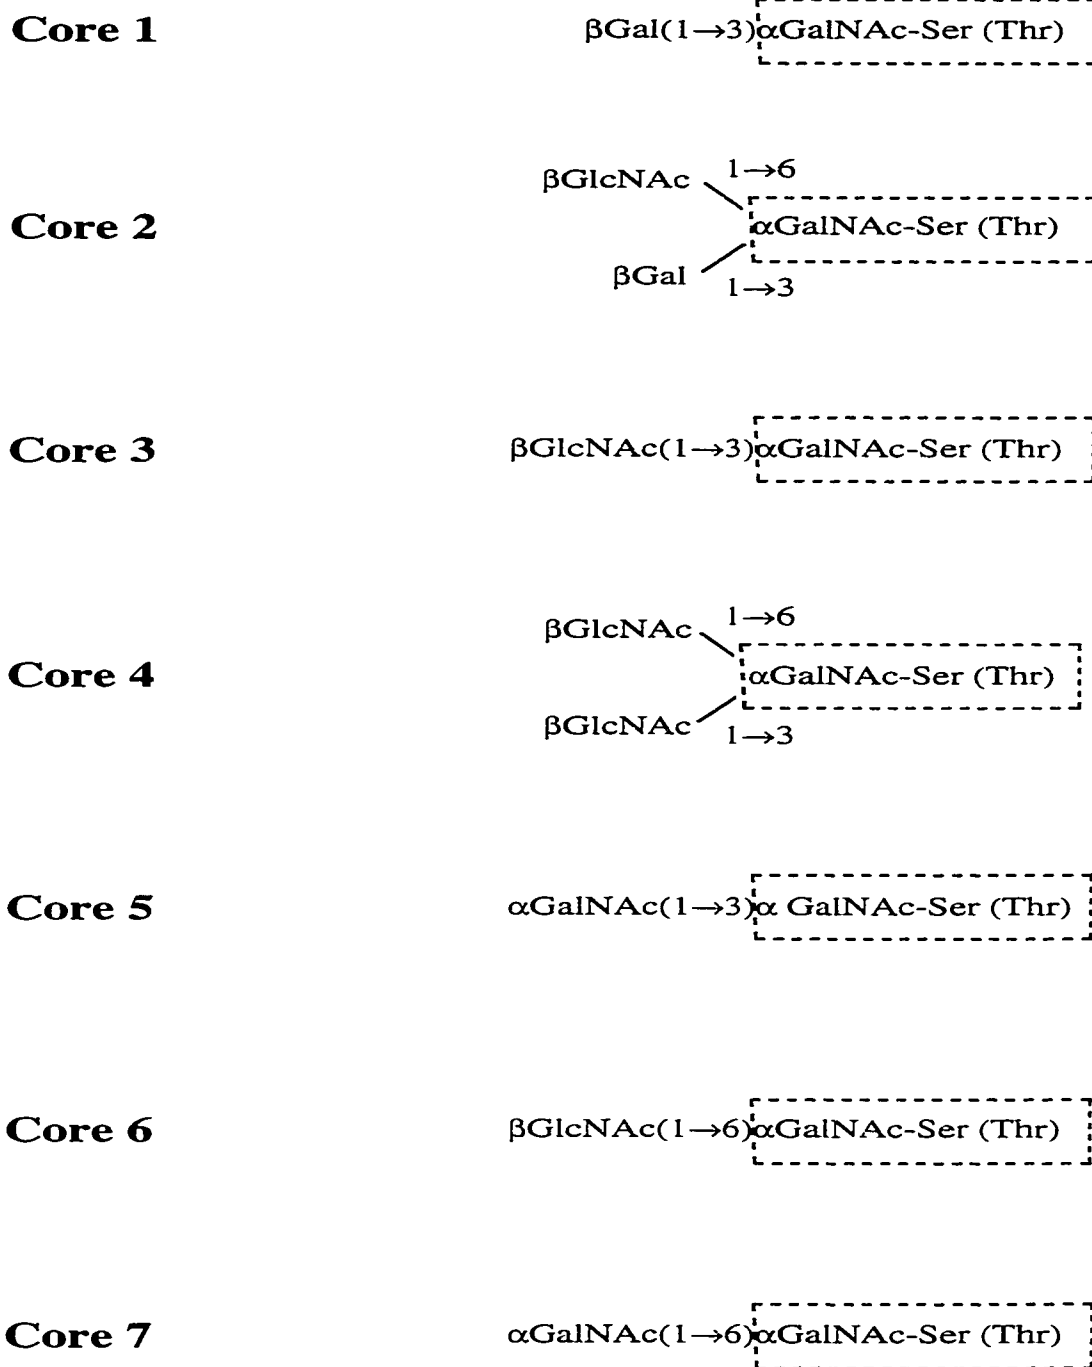 Core 1 βGal(1→3)αGalNAc-Ser (Thr)
βGlcNAc 1→6
Core 2 αGalNAc-Ser (Thr)
βGal 1→3
Core 3 βGlcNAc(1→3)αGalNAc-Ser (Thr)
βGlcNAc 1→6
Core 4 αGalNAc-Ser (Thr)
βGlcNAc 1→3
Core 5 αGalNAc(1→3)α GalNAc-Ser (Thr)
Core 6 βGlcNAc(1→6)αGalNAc-Ser (Thr)
Core 7 αGalNAc(1→6)αGalNAc-Ser (Thr)